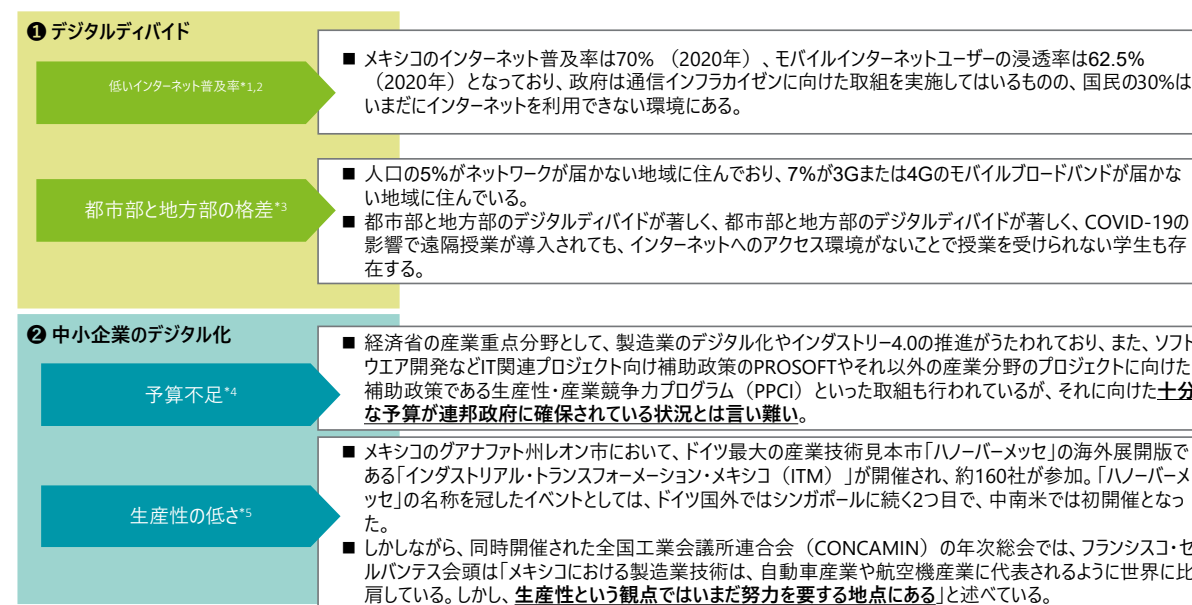 ❶ デジタルディバイド
低いインターネット普及率*1,2
■ メキシコのインターネット普及率は70% （2020年）、モバイルインターネットユーザーの浸透率は62.5%
（2020年）となっており、政府は通信インフラカイゼンに向けた取組を実施してはいるものの、国民の30%は
いまだにインターネットを利用できない環境にある。
都市部と地方部の格差*3
■ 人口の5%がネットワークが届かない地域に住んでおり、7%が3Gまたは4Gのモバイルブロードバンドが届かな
い地域に住んでいる。
■ 都市部と地方部のデジタルディバイドが著しく、都市部と地方部のデジタルディバイドが著しく、COVID-19の
影響で遠隔授業が導入されても、インターネットへのアクセス環境がないことで授業を受けられない学生も存
在する。
❷ 中小企業のデジタル化
予算不足*4
■ 経済省の産業重点分野として、製造業のデジタル化やインダストリー4.0の推進がうたわれており、また、ソフト
ウエア開発などIT関連プロジェクト向け補助政策のPROSOFTやそれ以外の産業分野のプロジェクトに向けた
補助政策である生産性・産業競争力プログラム（PPCI）といった取組も行われているが、それに向けた十分
な予算が連邦政府に確保されている状況とは言い難い。
生産性の低さ*5
■ メキシコのグアナファト州レオン市において、ドイツ最大の産業技術見本市「ハノーバーメッセ」の海外展開版で
ある「インダストリアル・トランスフォーメーション・メキシコ（ITM）」が開催され、約160社が参加。「ハノーバーメ
ッセ」の名称を冠したイベントとしては、ドイツ国外ではシンガポールに続く2つ目で、中南米では初開催となっ
た。
■ しかしながら、同時開催された全国工業会議所連合会（CONCAMIN）の年次総会では、フランシスコ・セ
ルバンテス会頭は「メキシコにおける製造業技術は、自動車産業や航空機産業に代表されるように世界に比
肩している。しかし、生産性という観点ではいまだ努力を要する地点にある」と述べている。